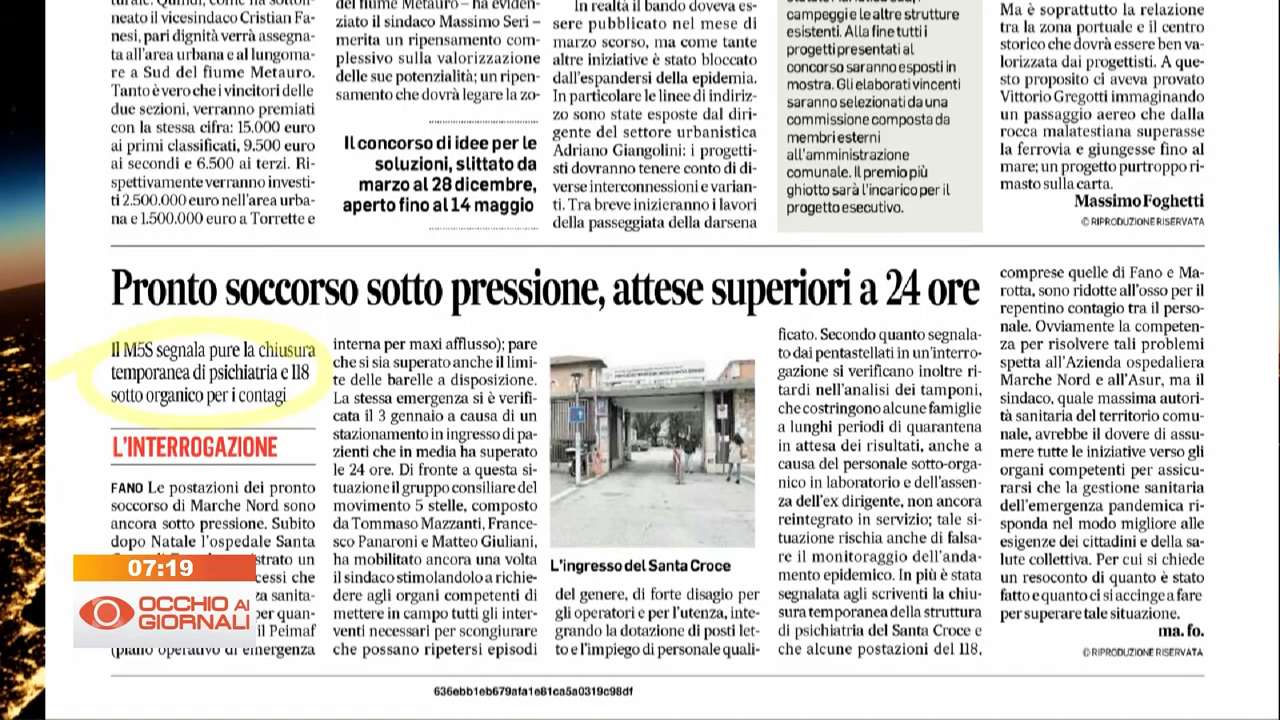 turale. Quindi, come ha sottoli-
neato il vicesindaco Cristian Fa-
nesi, pari dignità verrà assegna-
ta all'area urbana e al lungoma-
re a Sud del fiume Metauro.
Tanto è vero che i vincitori delle
due sezioni, verranno premiati
con la stessa cifra: 15.000 euro
ai primi classificati, 9.500 euro
ai secondi e 6.500 ai terzi. Ri-
spettivamente verranno investi-
ti 2.500.000 euro nell'area urba-
na e 1.500.000 euro a Torrette e
del fiume Metauro – ha eviden-
ziato il sindaco Massimo Seri –
merita un ripensamento com-
plessivo sulla valorizzazione
delle sue potenzialità; un ripen-
samento che dovrà legare la zo-
Il concorso di idee per le
soluzioni, slittato da
marzo al 28 dicembre,
aperto fino al 14 maggio
In realtà il bando doveva es-
sere pubblicato nel mese di
marzo scorso, ma come tante
altre iniziative è stato bloccato
dall'espandersi della epidemia.
In particolare le linee di indiriz-
zo sono state esposte dal diri-
gente del settore urbanistica
Adriano Giangolini: i progetti-
sti dovranno tenere conto di di-
verse interconnessioni e varian-
ti. Tra breve inizieranno i lavori
della passeggiata della darsena
campeggi e le altre strutture
esistenti. Alla fine tutti i
progetti presentati al
concorso saranno esposti in
mostra. Gli elaborati vincenti
saranno selezionati da una
commissione composta da
membri esterni
all'amministrazione
comunale. Il premio più
ghiotto sarà l'incarico per il
progetto esecutivo.
Ma è soprattutto la relazione
tra la zona portuale e il centro
storico che dovrà essere ben va-
lorizzata dai progettisti. A que-
sto proposito ci aveva provato
Vittorio Gregotti immaginando
un passaggio aereo che dalla
rocca malatestiana superasse
la ferrovia e giungesse fino al
mare; un progetto purtroppo ri-
masto sulla carta.
Massimo Foghetti
© RIPRODUZIONE RISERVATA
Pronto soccorso sotto pressione, attese superiori a 24 ore
Il M5S segnala pure la chiusura
temporanea di psichiatria e 118
sotto organico per i contagi
L'INTERROGAZIONE
FANO Le postazioni dei pronto
soccorso di Marche Nord sono
ancora sotto pressione. Subito
dopo Natale l'ospedale Santa
strato un
cessi che
za sanita-
per quan-
il Peimaf
(piano operativo di emergenza
interna per maxi afflusso); pare
che si sia superato anche il limi-
te delle barelle a disposizione.
La stessa emergenza si è verifi-
cata il 3 gennaio a causa di un
stazionamento in ingresso di pa-
zienti che in media ha superato
le 24 ore. Di fronte a questa si-
tuazione il gruppo consiliare del
movimento 5 stelle, composto
da Tommaso Mazzanti, France-
sco Panaroni e Matteo Giuliani,
ha mobilitato ancora una volta
il sindaco stimolandolo a richie-
dere agli organi competenti di
mettere in campo tutti gli inter-
venti necessari per scongiurare
che possano ripetersi episodi
L'ingresso del Santa Croce
del genere, di forte disagio per
gli operatori e per l'utenza, inte-
grando la dotazione di posti let-
to e l'impiego di personale quali-
ficato. Secondo quanto segnala-
to dai pentastellati in un'interro-
gazione si verificano inoltre ri-
tardi nell'analisi dei tamponi,
che costringono alcune famiglie
a lunghi periodi di quarantena
in attesa dei risultati, anche a
causa del personale sotto-orga-
nico in laboratorio e dell'assen-
za dell'ex dirigente, non ancora
reintegrato in servizio; tale si-
tuazione rischia anche di falsa-
re il monitoraggio dell'anda-
mento epidemico. In più è stata
segnalata agli scriventi la chiu-
sura temporanea della struttura
di psichiatria del Santa Croce e
che alcune postazioni del 118,
comprese quelle di Fano e Ma-
rotta, sono ridotte all'osso per il
repentino contagio tra il perso-
nale. Ovviamente la competen-
za per risolvere tali problemi
spetta all'Azienda ospedaliera
Marche Nord e all'Asur, ma il
sindaco, quale massima autori-
tà sanitaria del territorio comu-
nale, avrebbe il dovere di assu-
mere tutte le iniziative verso gli
organi competenti per assicu-
rarsi che la gestione sanitaria
dell'emergenza pandemica ri-
sponda nel modo migliore alle
esigenze dei cittadini e della sa-
lute collettiva. Per cui si chiede
un resoconto di quanto è stato
fatto e quanto ci si accinge a fare
per superare tale situazione.
ma. fo.
© RIPRODUZIONE RISERVATA
07:19
OCCHIO AI
GIORNALI
636ebb1eb679afa1e81ca5a0319c98df